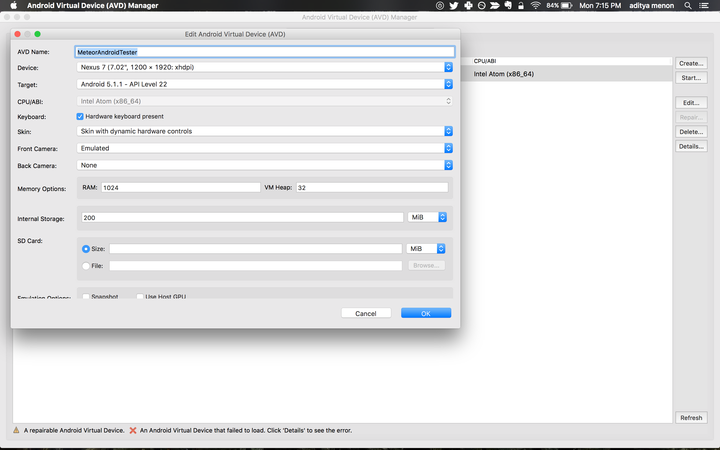 Android Virtual Device (AVD) Manager 84% Mon 7:15 PM aditya menon
Android Virtual Device (AVD) Manager
Edit Android Virtual Device (AVD)
AVD Name: MeteorAndroidTester
Device: Nexus 7 (7.02", 1200 × 1920: xhdpi)
Target: Android 5.1.1 - API Level 22
CPU/ABI: Intel Atom (x86_64)
Keyboard: Hardware keyboard present
Skin: Skin with dynamic hardware controls
Front Camera: Emulated
Back Camera: None
Memory Options: RAM: 1024 VM Heap: 32
Internal Storage: 200 MiB
SD Card:
Size: MiB
File: Browse...
Emulation Options: Snapshot Use Host GPU
Cancel OK
CPU/ABI
Intel Atom (x86_64)
Create...
Start...
Edit...
Repair...
Delete...
Details...
Refresh
A repairable Android Virtual Device. An Android Virtual Device that failed to load. Click 'Details' to see the error.